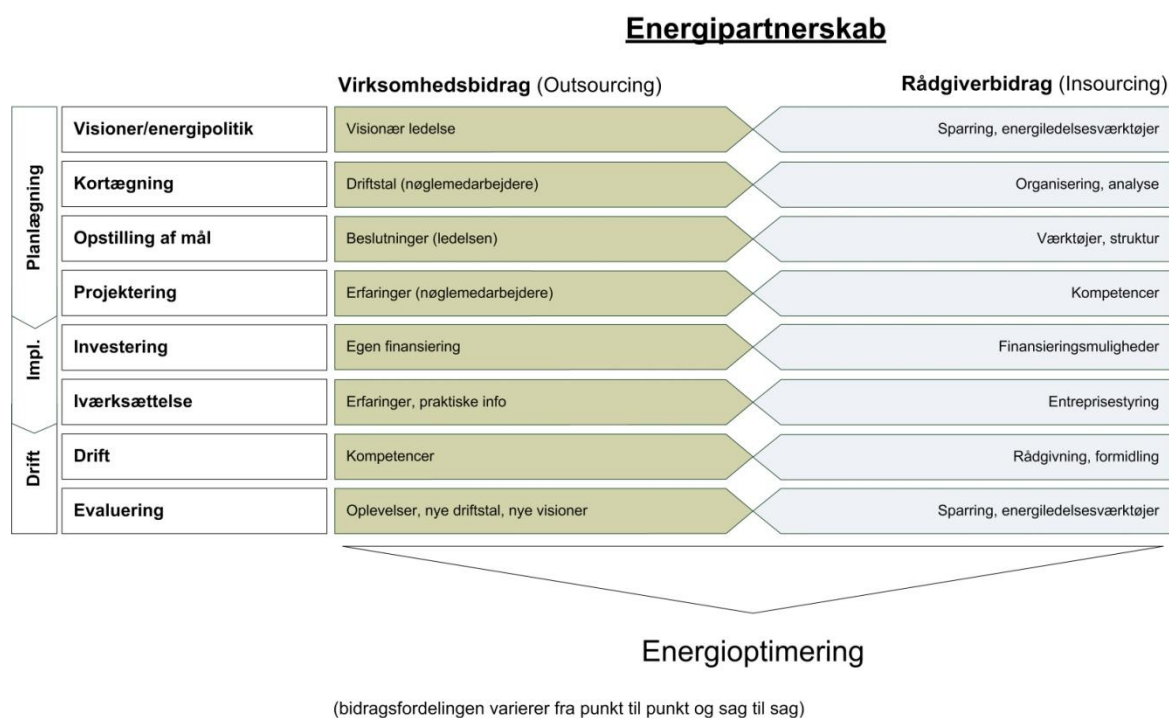 Energipartnerskab
Virksomhedsbidrag (Outsourcing)
Rådgiverbidrag (Insourcing)
Planlægning
Visioner/energipolitik
Visionær ledelse
Sparring, energiledelsesværktøjer
Kortægning
Driftstal (nøglemedarbejdere)
Organisering, analyse
Opstilling af mål
Beslutninger (ledelsen)
Værktøjer, struktur
Projektering
Erfaringer (nøglemedarbejdere)
Kompetencer
Impl.
Investering
Egen finansiering
Finansieringsmuligheder
Iværksættelse
Erfaringer, praktiske info
Entreprisestyring
Drift
Drift
Kompetencer
Rådgivning, formidling
Evaluering
Oplevelser, nye driftstal, nye visioner
Sparring, energiledelsesværktøjer
Energioptimering
(bidragsfordelingen varierer fra punkt til punkt og sag til sag)